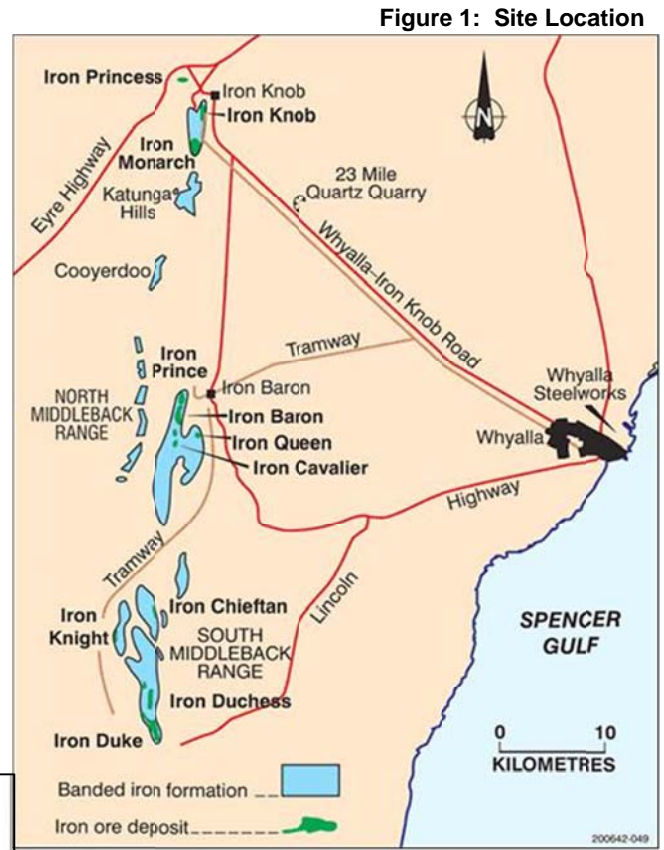 Figure 1: Site Location
Iron Princess
Iron Knob
Iron Knob
Iron
Monarch
N
23 Mile
Quartz Quarry
Katunga
Hills
Eyre Highway
Cooyerdoo
Whyalla–Iron Knob Road
Tramway
Iron
Prince
Iron Baron
Whyalla
Steelworks
NORTH
MIDDLEBACK
RANGE
Iron Baron
Iron Queen
Whyalla
Iron Cavalier
Highway
Tramway
Lincoln
Iron Chieftan
Iron
Knight
SOUTH
MIDDLEBACK
RANGE
SPENCER
GULF
Iron Duchess
Iron Duke
0 10
KILOMETRES
Banded iron formation
Iron ore deposit
200642-049